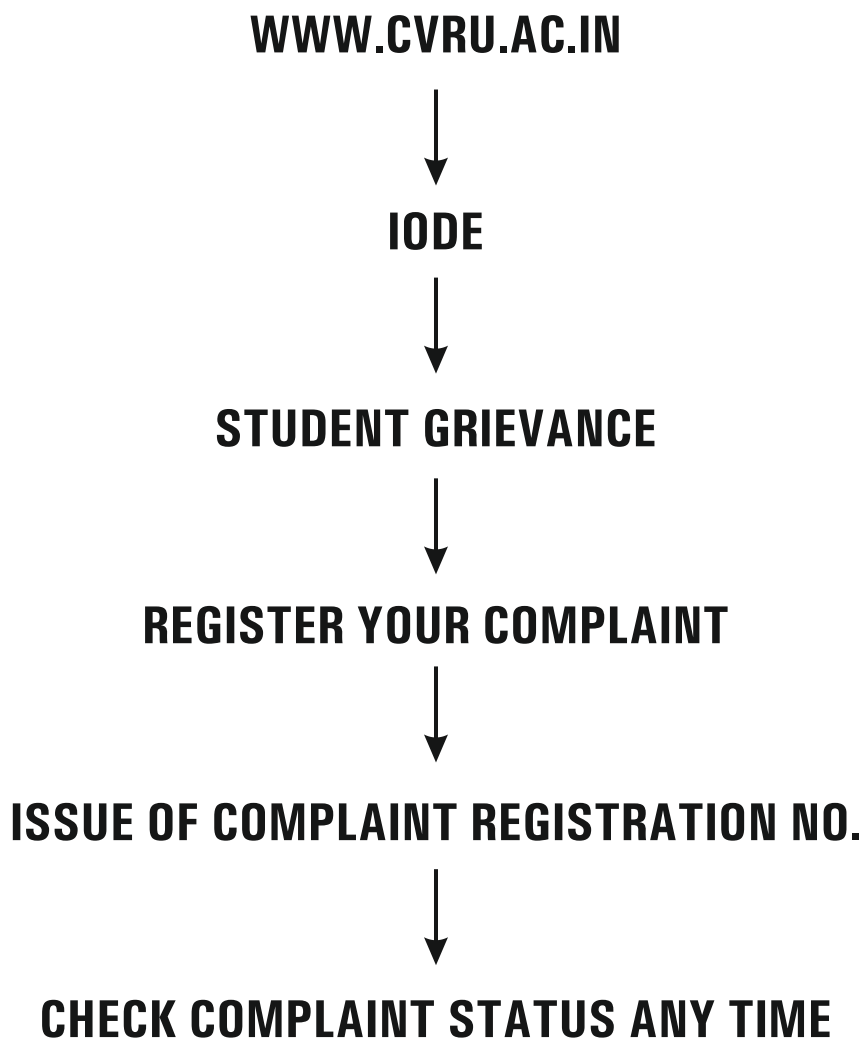 WWW.CVRU.AC.IN
IODE
STUDENT GRIEVANCE
REGISTER YOUR COMPLAINT
ISSUE OF COMPLAINT REGISTRATION NO.
CHECK COMPLAINT STATUS ANY TIME